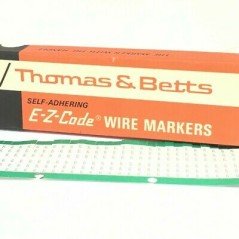 Thomas & Betts
SELF-ADHERING
E-Z-Code® WIRE MARKERS